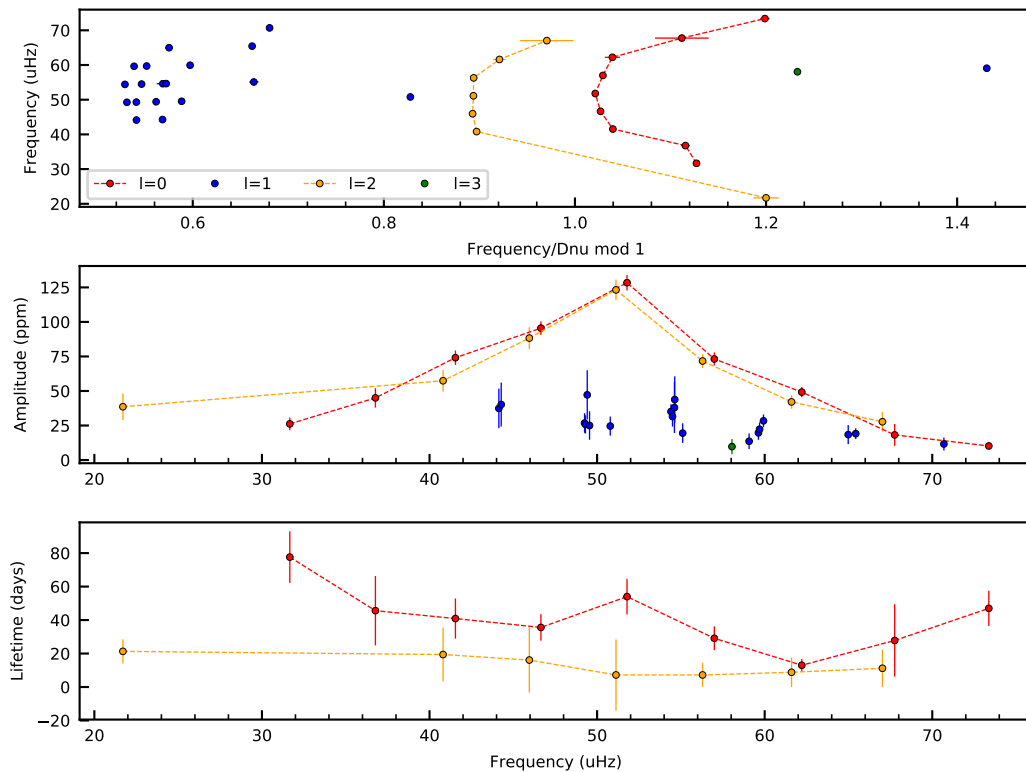 70
60
50
40
30
20
Frequency (uHz)
l=0 l=1 l=2 l=3
0.6 0.8 1.0 1.2 1.4
Frequency/Dnu mod 1
125
100
75
50
25
0
Amplitude (ppm)
20 30 40 50 60 70
80
60
40
20
0
−20
Lifetime (days)
20 30 40 50 60 70
Frequency (uHz)